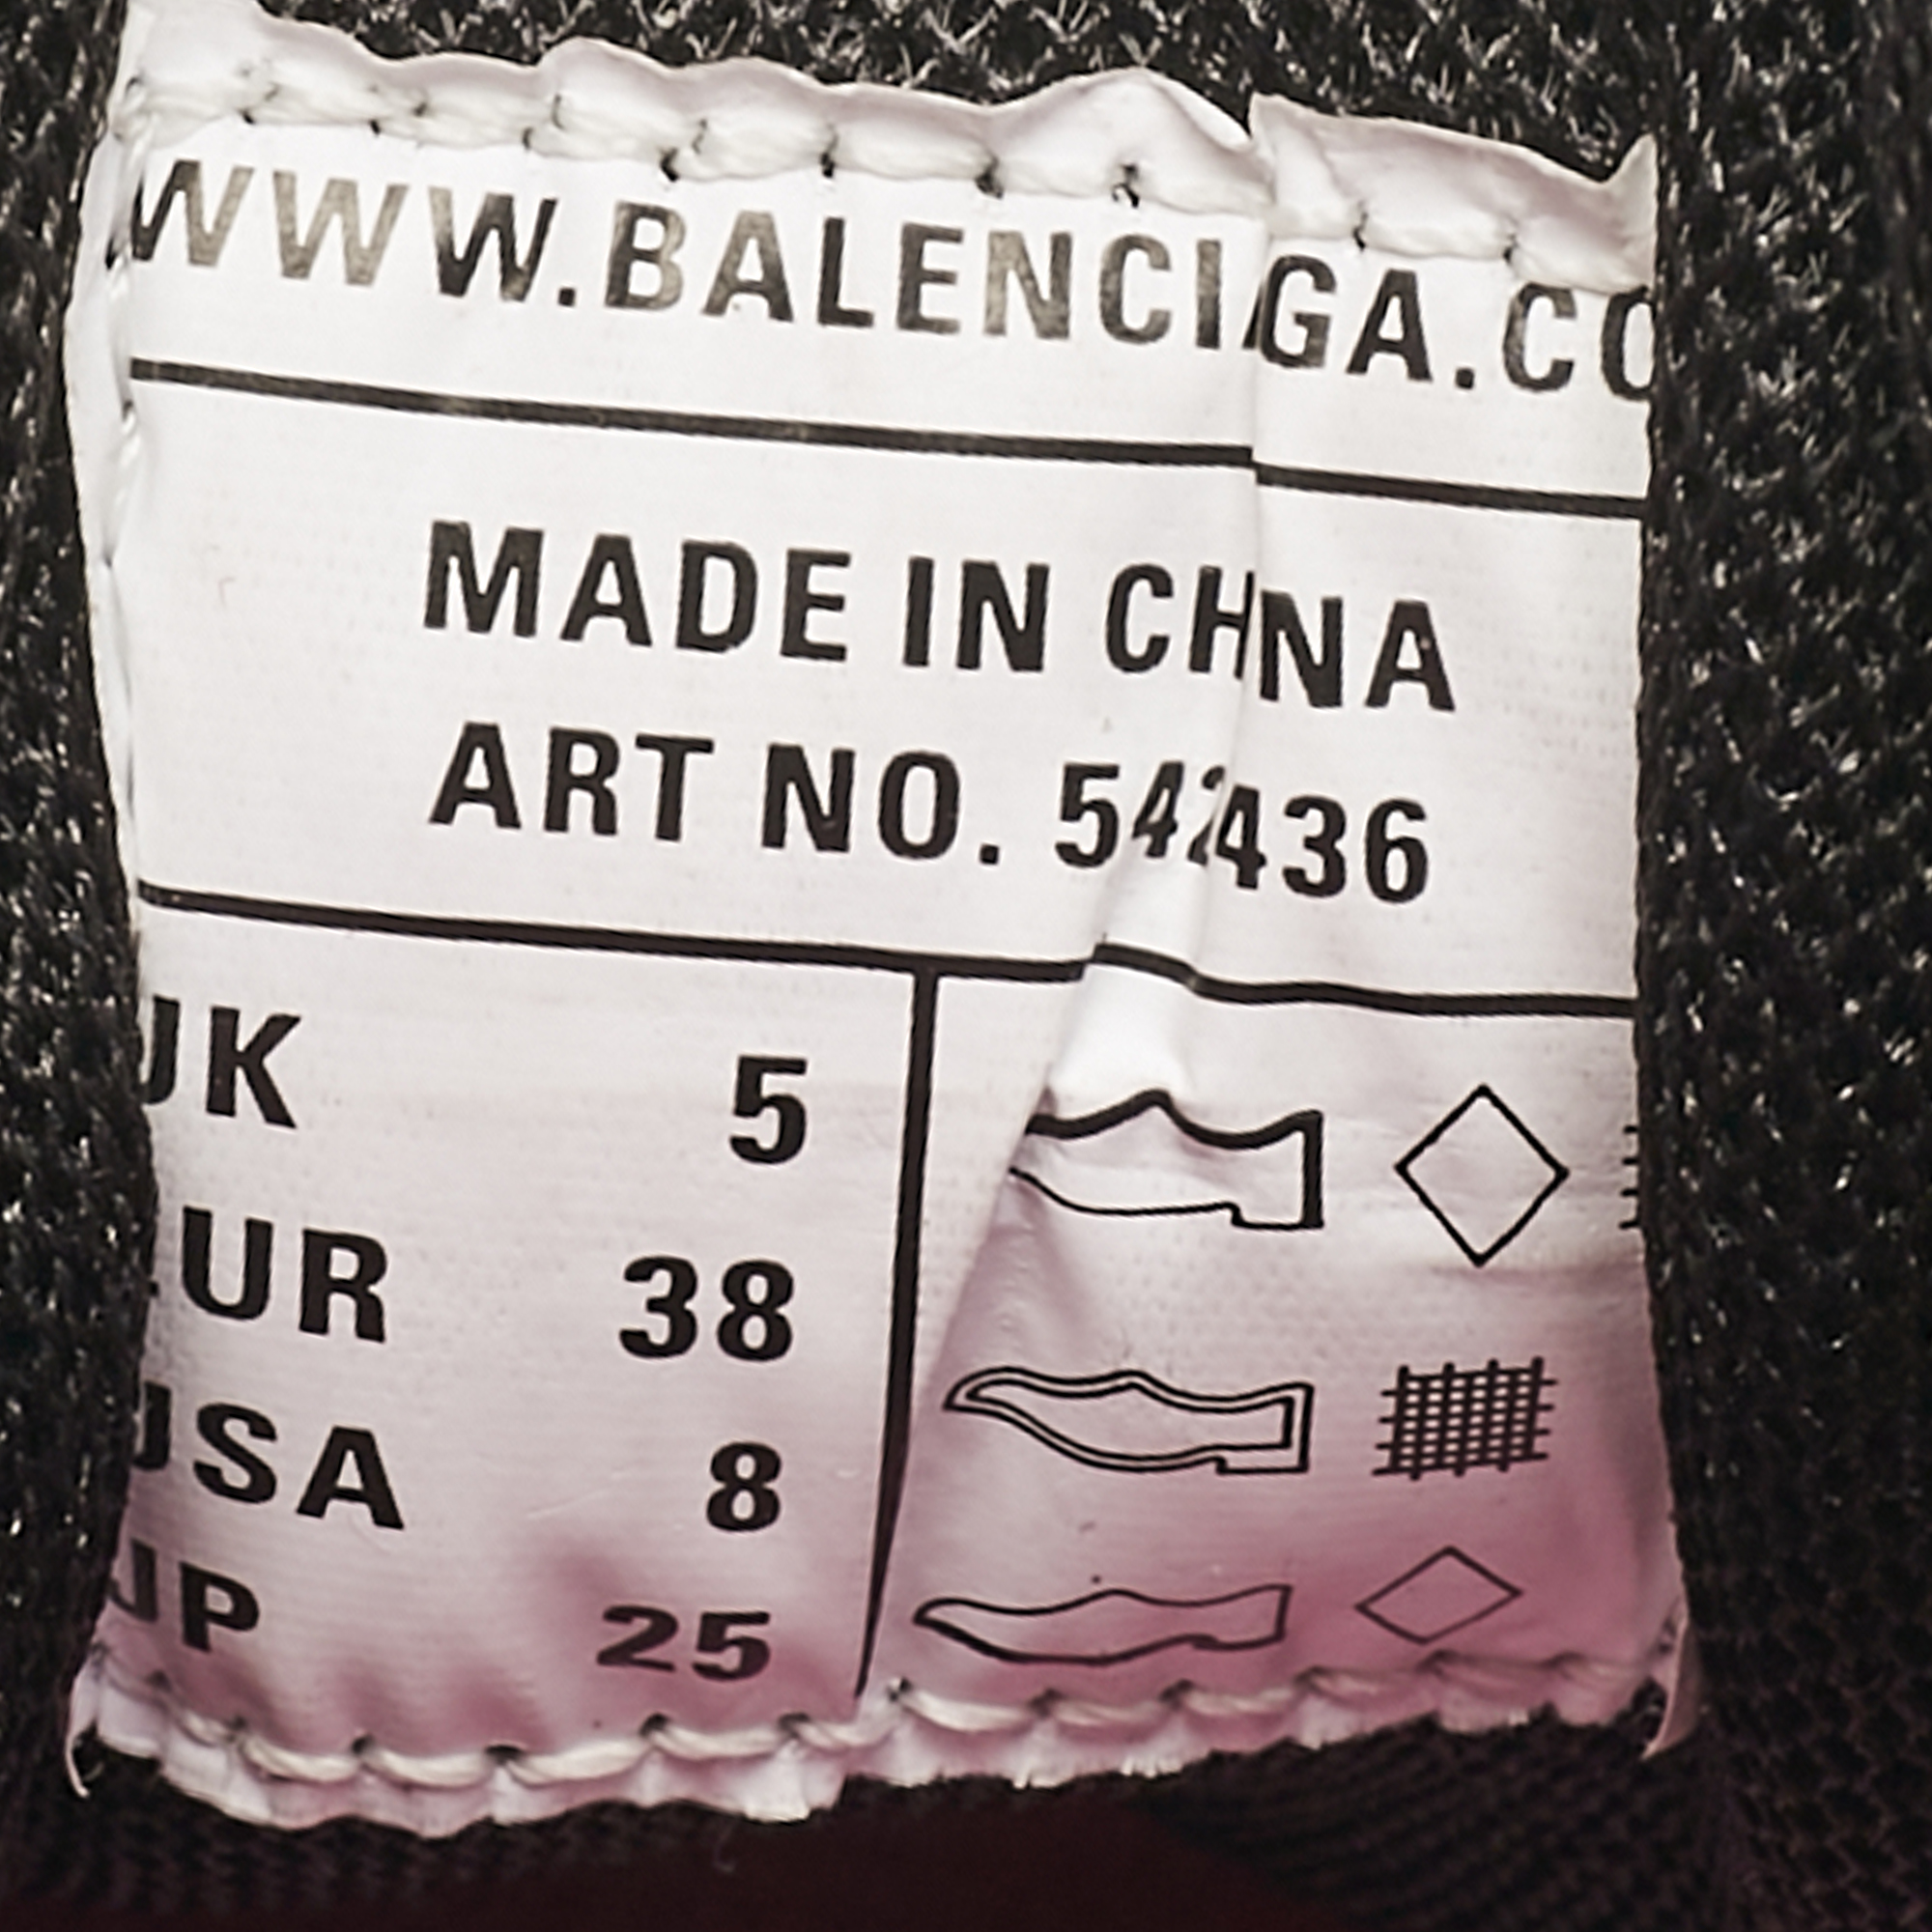 WWW.BALENCIAGA.CO
MADE IN CHINA
ART NO. 542436
UK 5
EUR 38
USA 8
JP 25